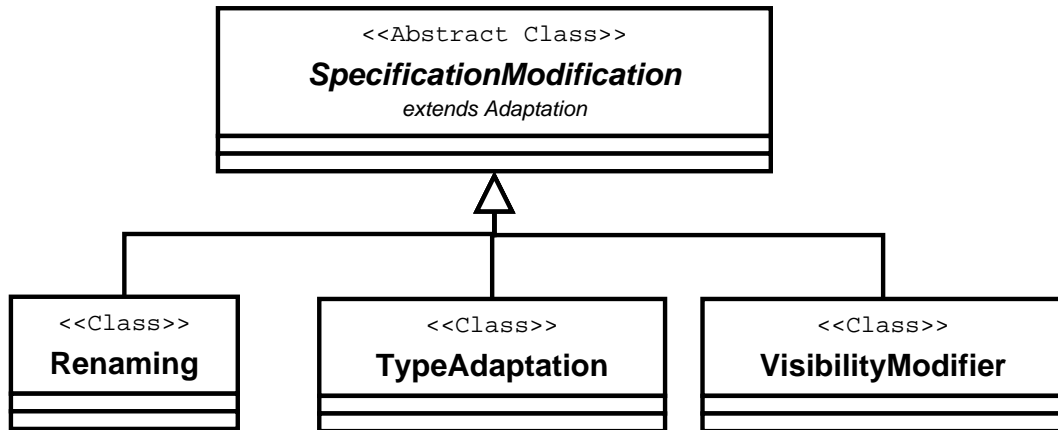 <<Abstract Class>>
SpecificationModification
extends Adaptation
<<Class>>
Renaming
<<Class>>
TypeAdaptation
<<Class>>
VisibilityModifier